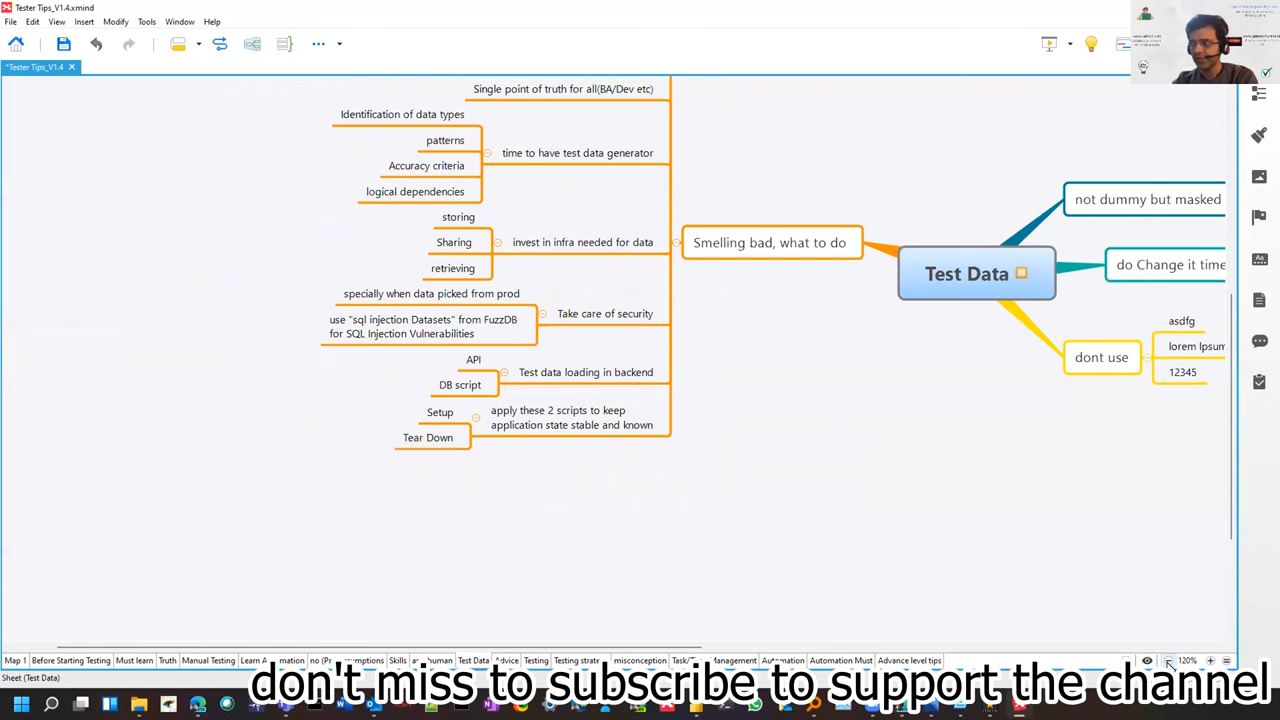 Tester Tips_V1.4.xmind
File Edit View Insert Modify Tools Window Help
*Tester Tips_V1.4
Single point of truth for all(BA/Dev etc)
Identification of data types
patterns
Accuracy criteria
logical dependencies
time to have test data generator
storing
Sharing
retrieving
invest in infra needed for data
specially when data picked from prod
use "sql injection Datasets" from FuzzDB
for SQL Injection Vulnerabilities
Take care of security
API
DB script
Test data loading in backend
Setup
Tear Down
apply these 2 scripts to keep
application state stable and known
Smelling bad, what to do
Test Data
not dummy but masked
do Change it time
dont use
asdfg
lorem Ipsum
12345
Map 1 Before Starting Testing Must learn Truth Manual Testing Learn no Skills human Test Data Advice Testing Testing misconception Management Automation Automation Must Advance level tips
120%
Sheet (Test Data)
don't miss to subscribe to support the channel